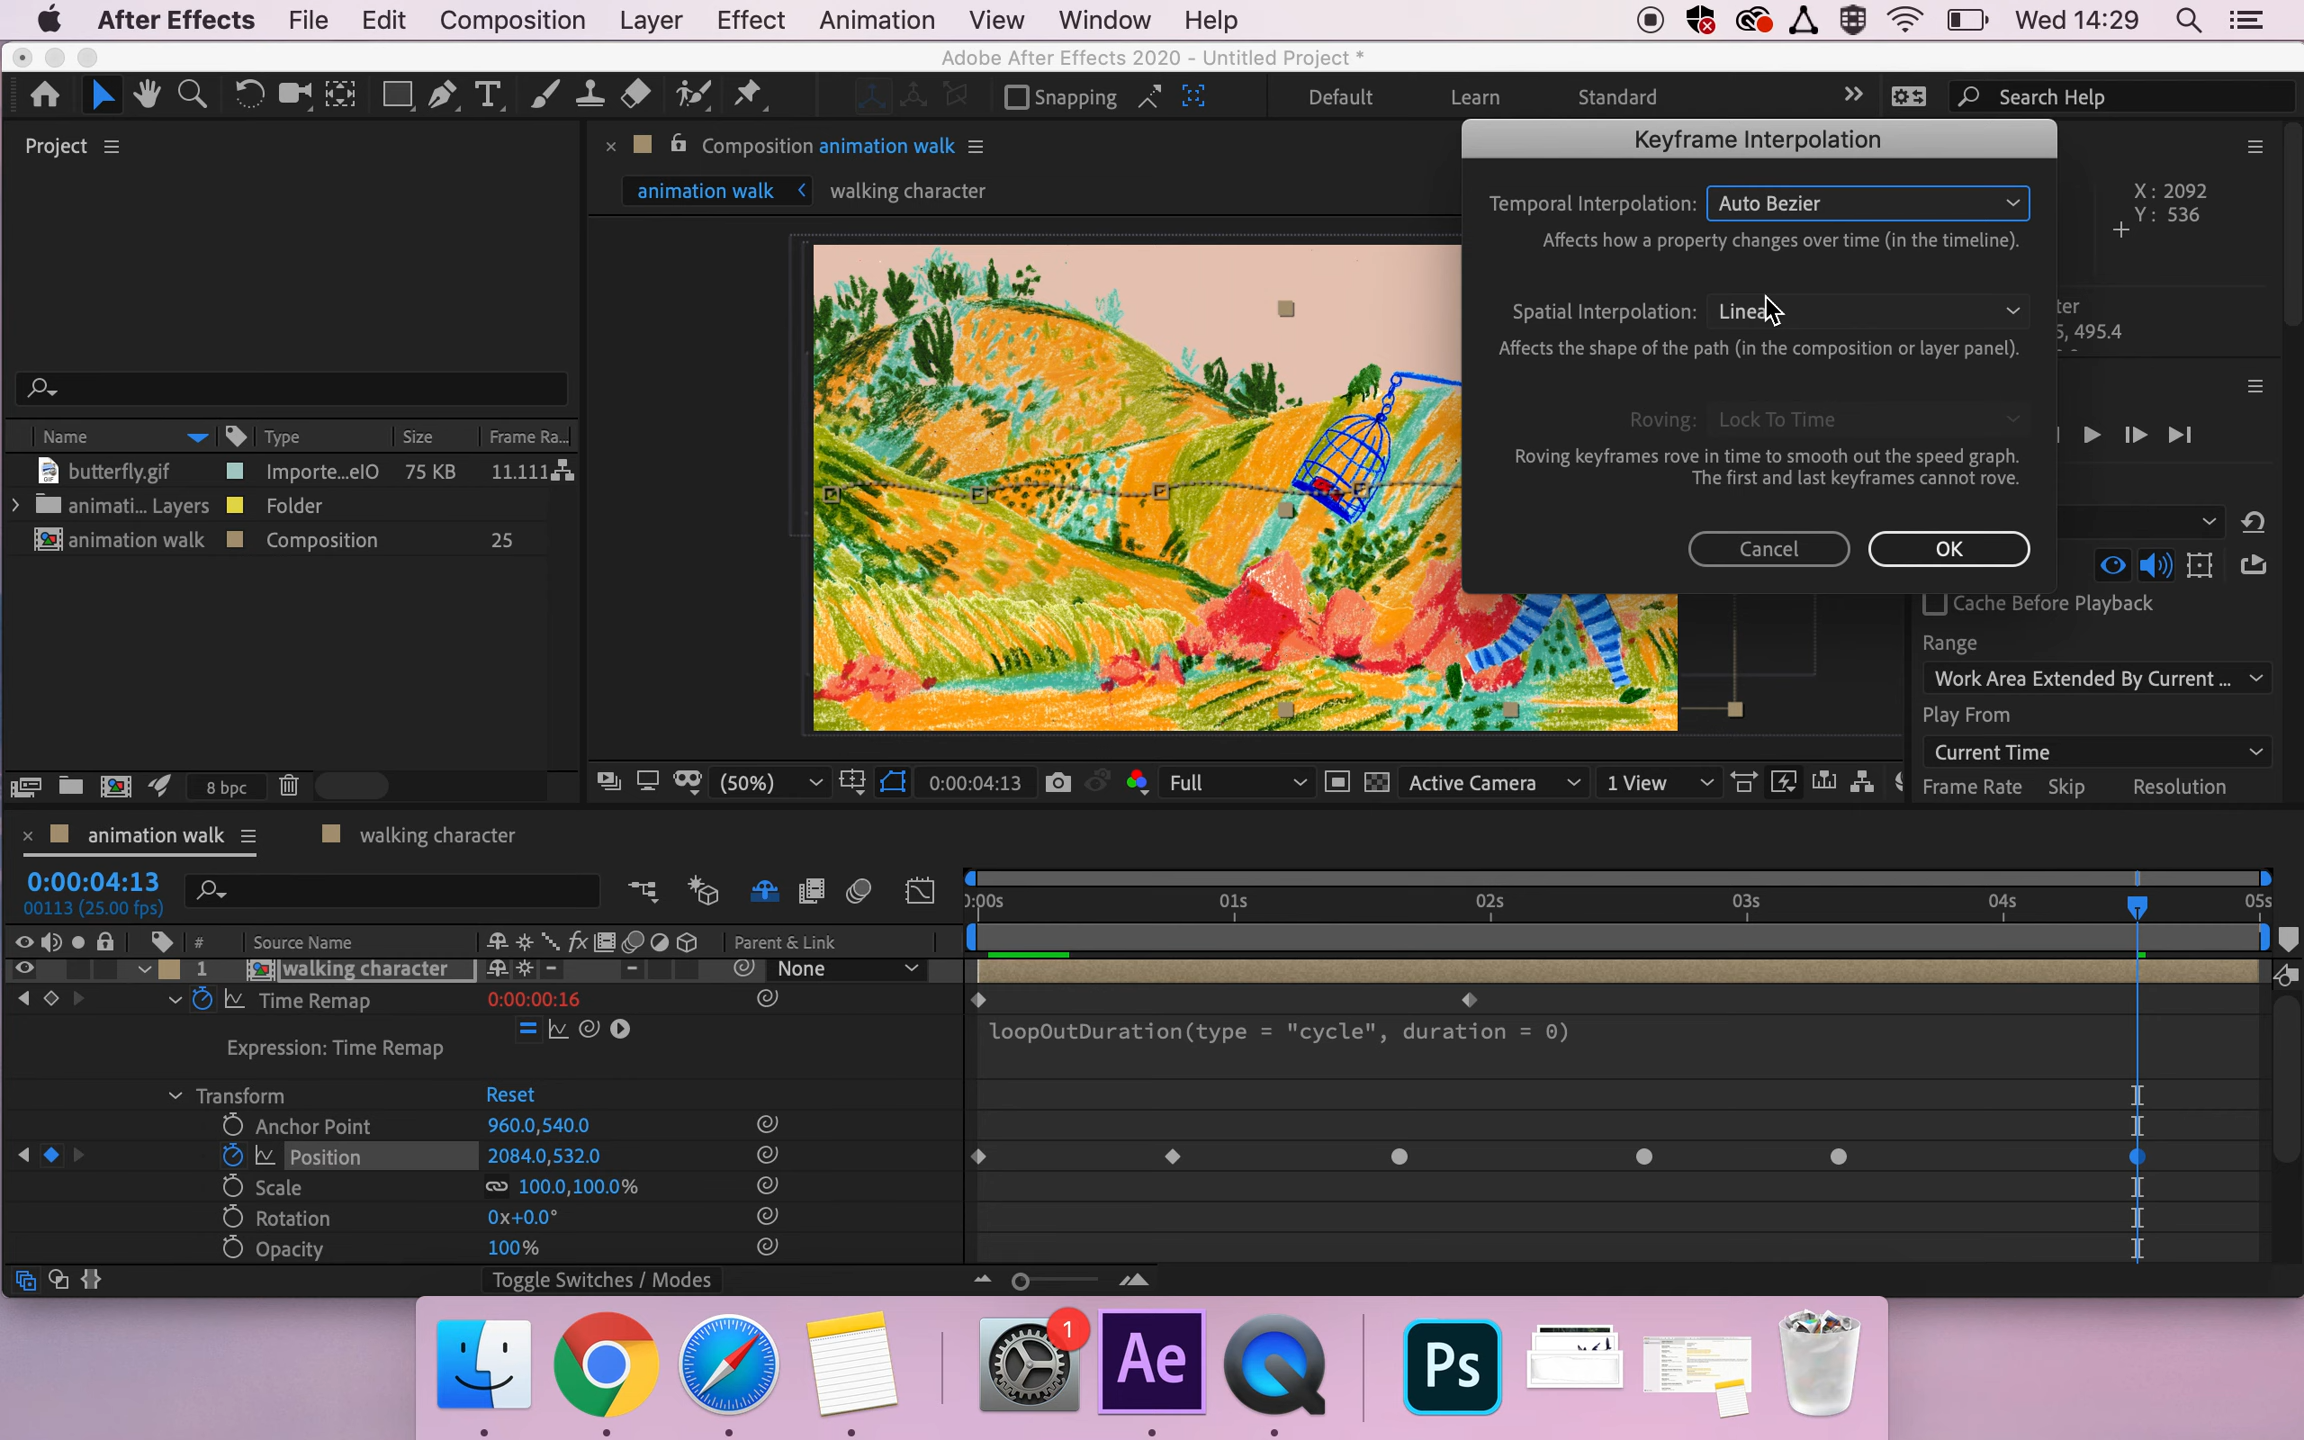 After Effects File Edit Composition Layer Effect Animation View Window Help Wed 14:29
Adobe After Effects 2020 - Untitled Project *
T Snapping Default Learn Standard Search Help
Project
Composition animation walk
animation walk walking character
Keyframe Interpolation
Temporal Interpolation: Auto Bezier
Affects how a property changes over time (in the timeline).
Spatial Interpolation: Linea
Affects the shape of the path (in the composition or layer panel).
Roving: Lock To Time
Roving keyframes rove in time to smooth out the speed graph.
The first and last keyframes cannot rove.
Cancel OK
X : 2092
Y : 536
ter
5, 495.4
Name Type Size Frame Ra...
butterfly.gif Importe...eIO 75 KB 11.111
animati... Layers Folder
animation walk Composition 25
8 bpc
(50%) 0:00:04:13 Full Active Camera 1 View
Cache Before Playback
Range
Work Area Extended By Current ...
Play From
Current Time
Frame Rate Skip Resolution
animation walk walking character
0:00:04:13
00113 (25.00 fps)
0:00s 01s 02s 03s 04s 05s
# Source Name fx Parent & Link
1 walking character None
Time Remap 0:00:00:16
Expression: Time Remap
loopOutDuration(type = "cycle", duration = 0)
Transform Reset
Anchor Point 960.0,540.0
Position 2084.0,532.0
Scale 100.0,100.0%
Rotation 0x+0.0°
Opacity 100%
Toggle Switches / Modes
1
Ae
Ps